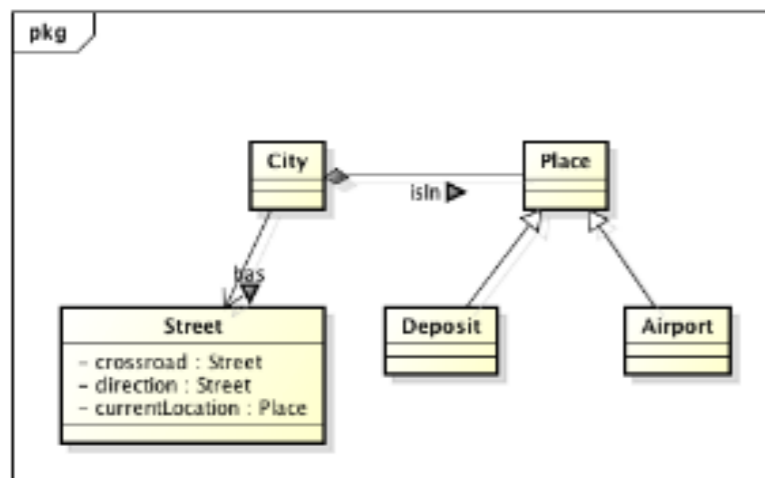 pkg
City
Place
isIn
has
Street
- crossroad : Street
- direction : Street
- currentLocation : Place
Deposit
Airport